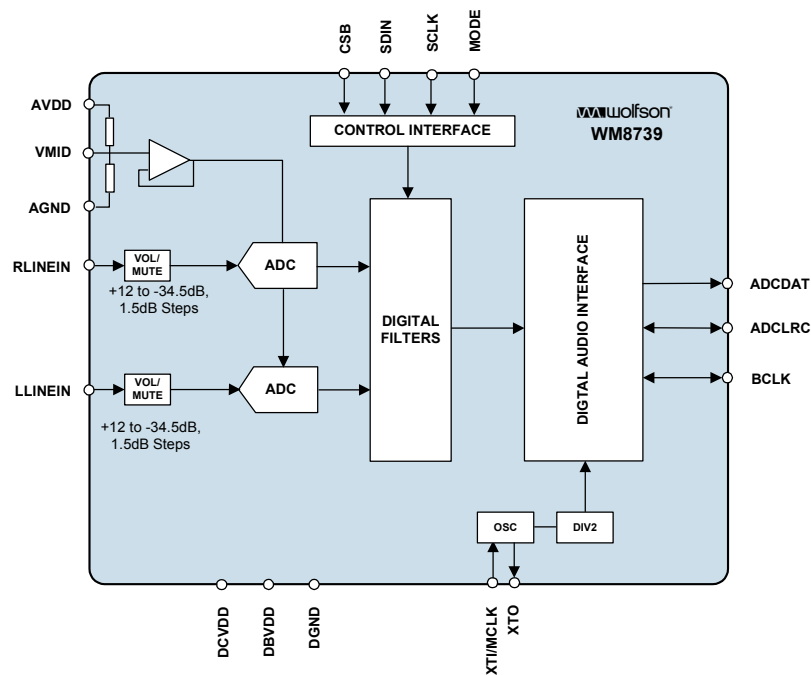 CSB
SDIN
SCLK
MODE
wolfson
WM8739
AVDD
VMID
AGND
CONTROL INTERFACE
RLINEIN
VOL/
MUTE
+12 to -34.5dB,
1.5dB Steps
ADC
DIGITAL
FILTERS
DIGTAL AUDIO INTERFACE
ADCDAT
ADCLRC
BCLK
LLINEIN
VOL/
MUTE
+12 to -34.5dB,
1.5dB Steps
ADC
OSC
DIV2
DCVDD
DBVDD
DGND
XTI/MCLK
XTO